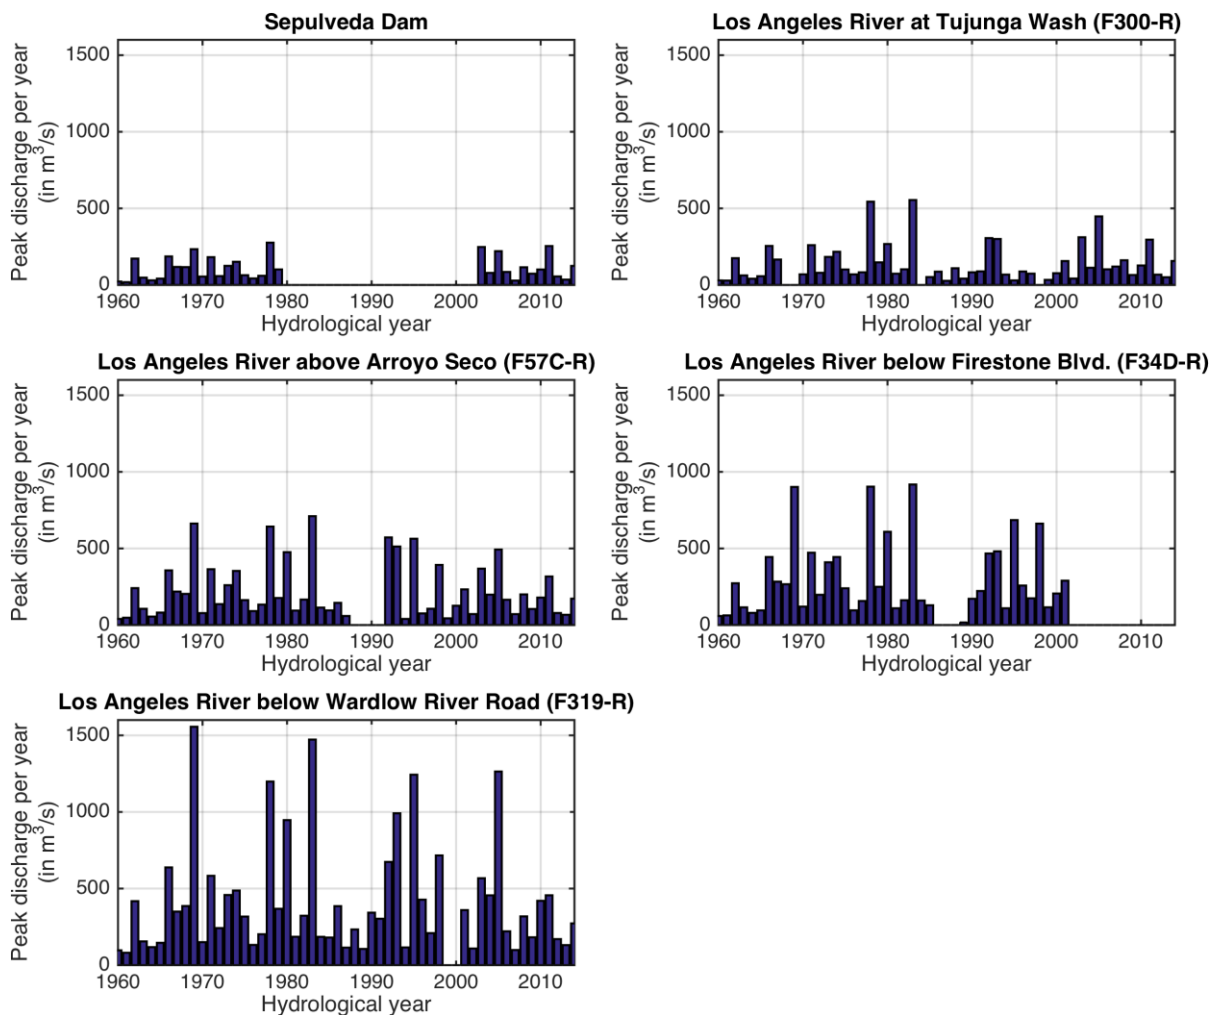 Sepulveda Dam
Peak discharge per year
(in m³/s)
1500
1000
500
0
1960 1970 1980 1990 2000 2010
Hydrological year
Los Angeles River at Tujunga Wash (F300-R)
Peak discharge per year
(in m³/s)
1500
1000
500
0
1960 1970 1980 1990 2000 2010
Hydrological year
Los Angeles River above Arroyo Seco (F57C-R)
Peak discharge per year
(in m³/s)
1500
1000
500
0
1960 1970 1980 1990 2000 2010
Hydrological year
Los Angeles River below Firestone Blvd. (F34D-R)
Peak discharge per year
(in m³/s)
1500
1000
500
0
1960 1970 1980 1990 2000 2010
Hydrological year
Los Angeles River below Wardlow River Road (F319-R)
Peak discharge per year
(in m³/s)
1500
1000
500
0
1960 1970 1980 1990 2000 2010
Hydrological year